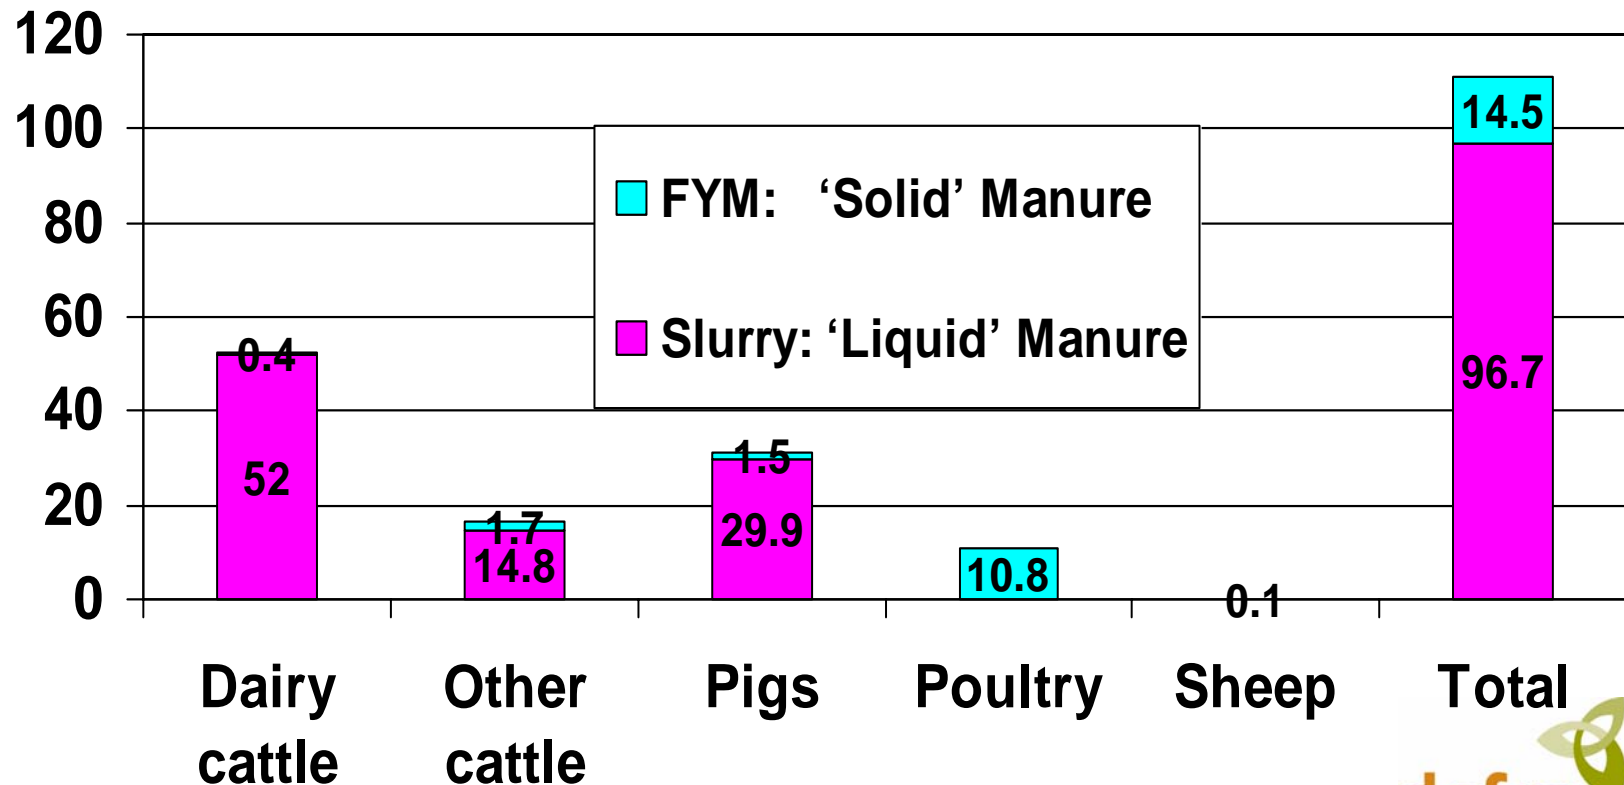 120
100
80
60
40
20
0
FYM: ‘Solid’ Manure
Slurry: ‘Liquid’ Manure
0.4
52
1.7
14.8
1.5
29.9
10.8
0.1
14.5
96.7
Dairy cattle
Other cattle
Pigs
Poultry
Sheep
Total